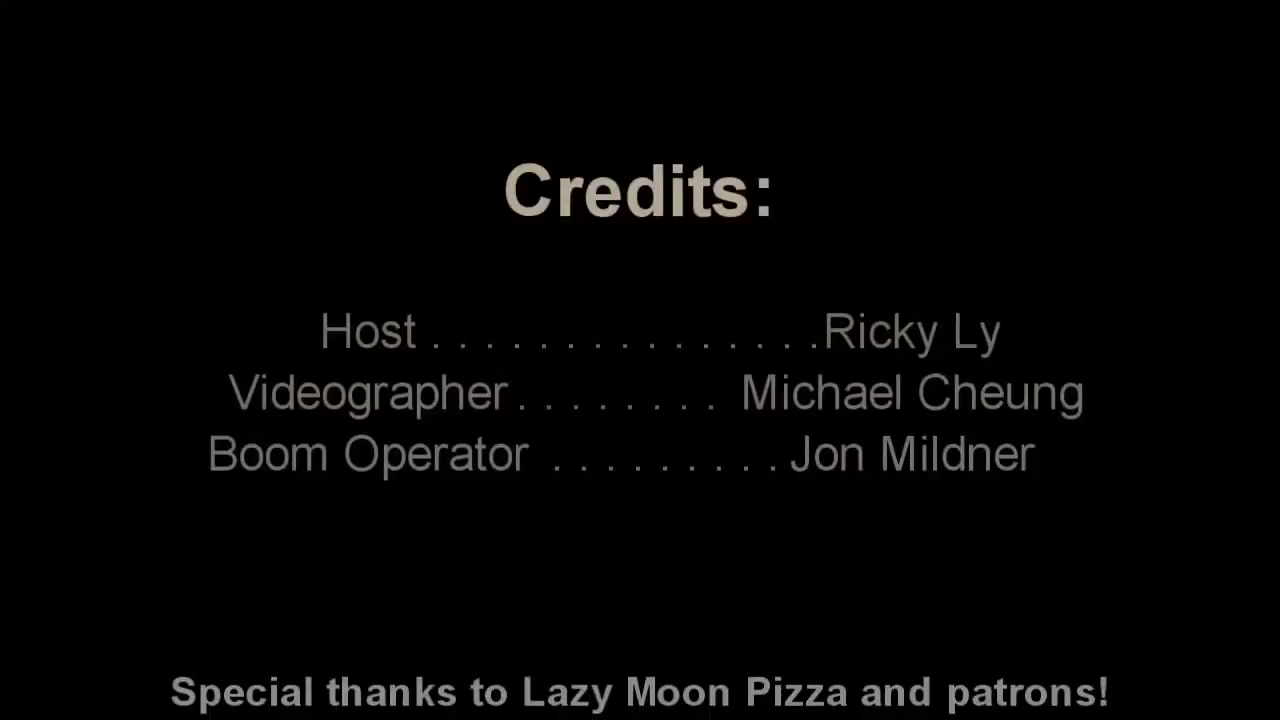 Credits:
Host . . . . . . . . . . . . . . .Ricky Ly
Videographer . . . . . . . . Michael Cheung
Boom Operator . . . . . . . . . Jon Mildner
Special thanks to Lazy Moon Pizza and patrons!